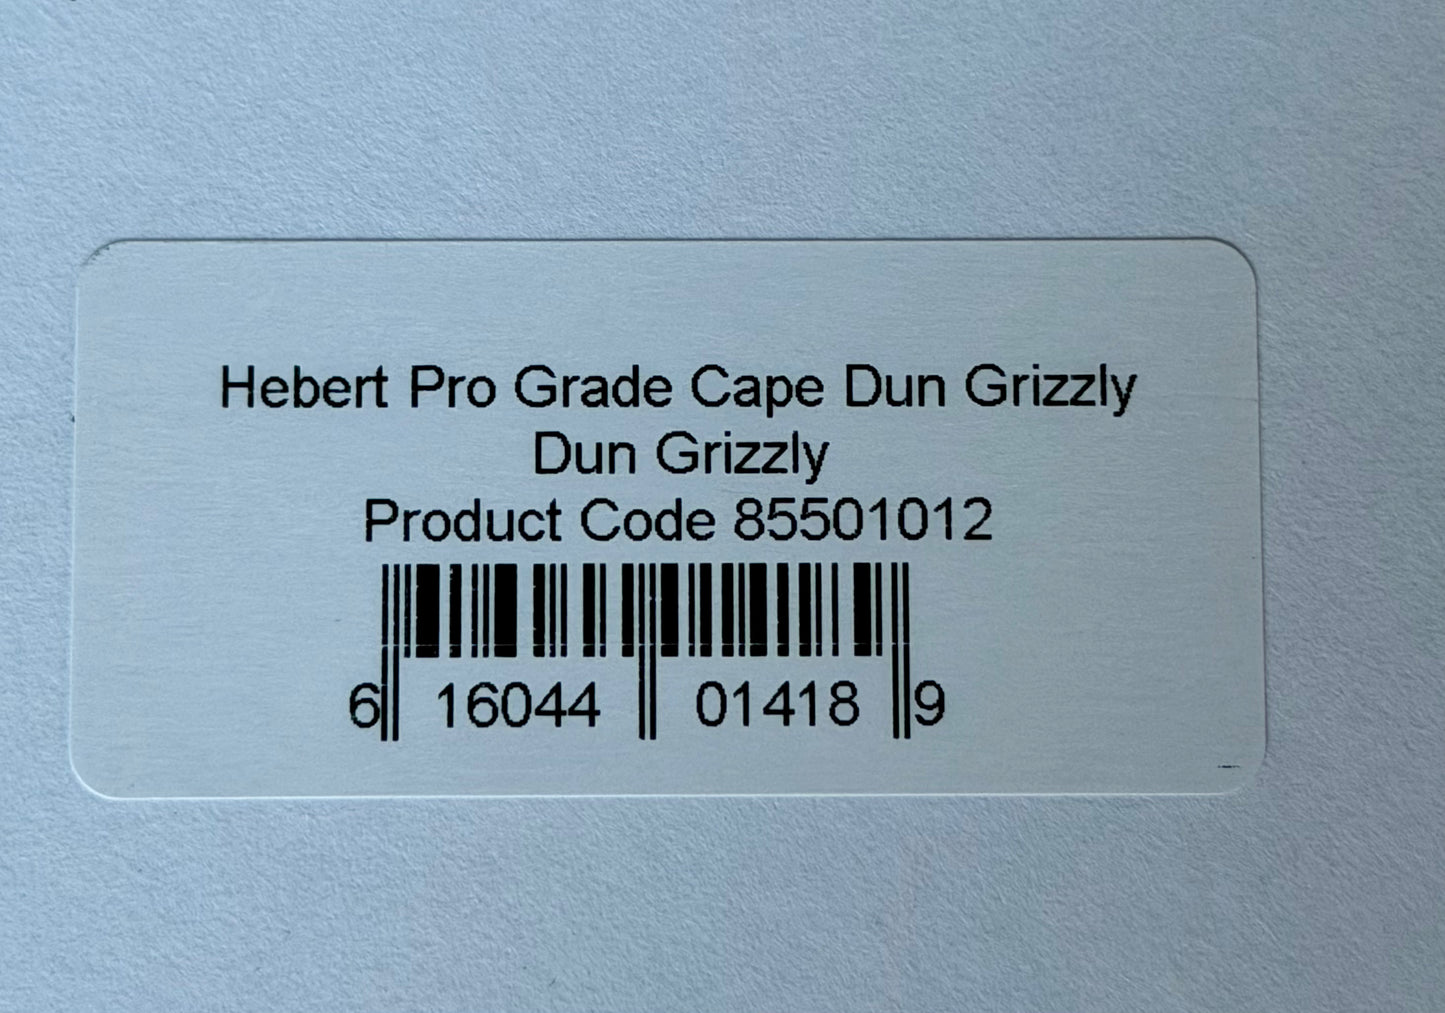 Hebert Pro Grade Cape Dun Grizzly
Dun Grizzly
Product Code 85501012
6 16044 01418 9